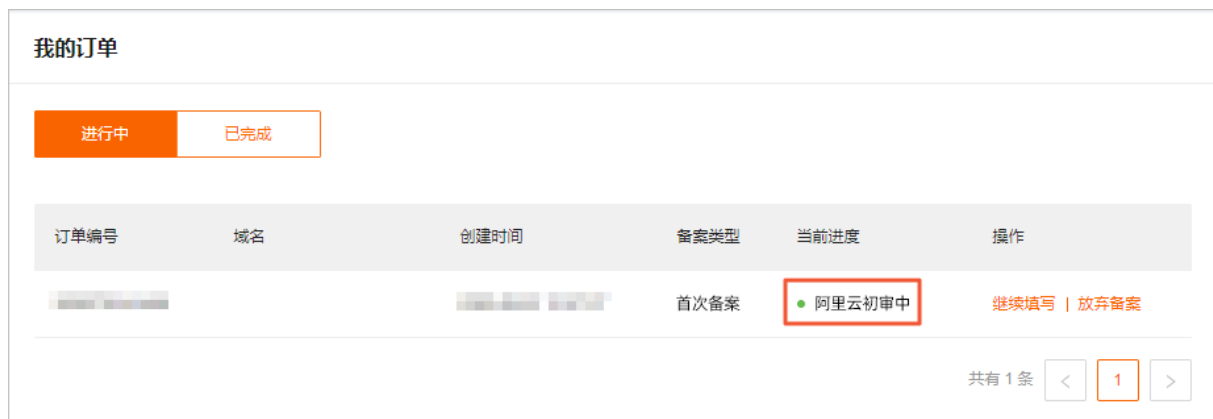 我的订单
进行中 已完成
订单编号 域名 创建时间 备案类型 当前进度 操作
首次备案 阿里云初审中 继续填写 | 放弃备案
共有 1 条 < 1 >